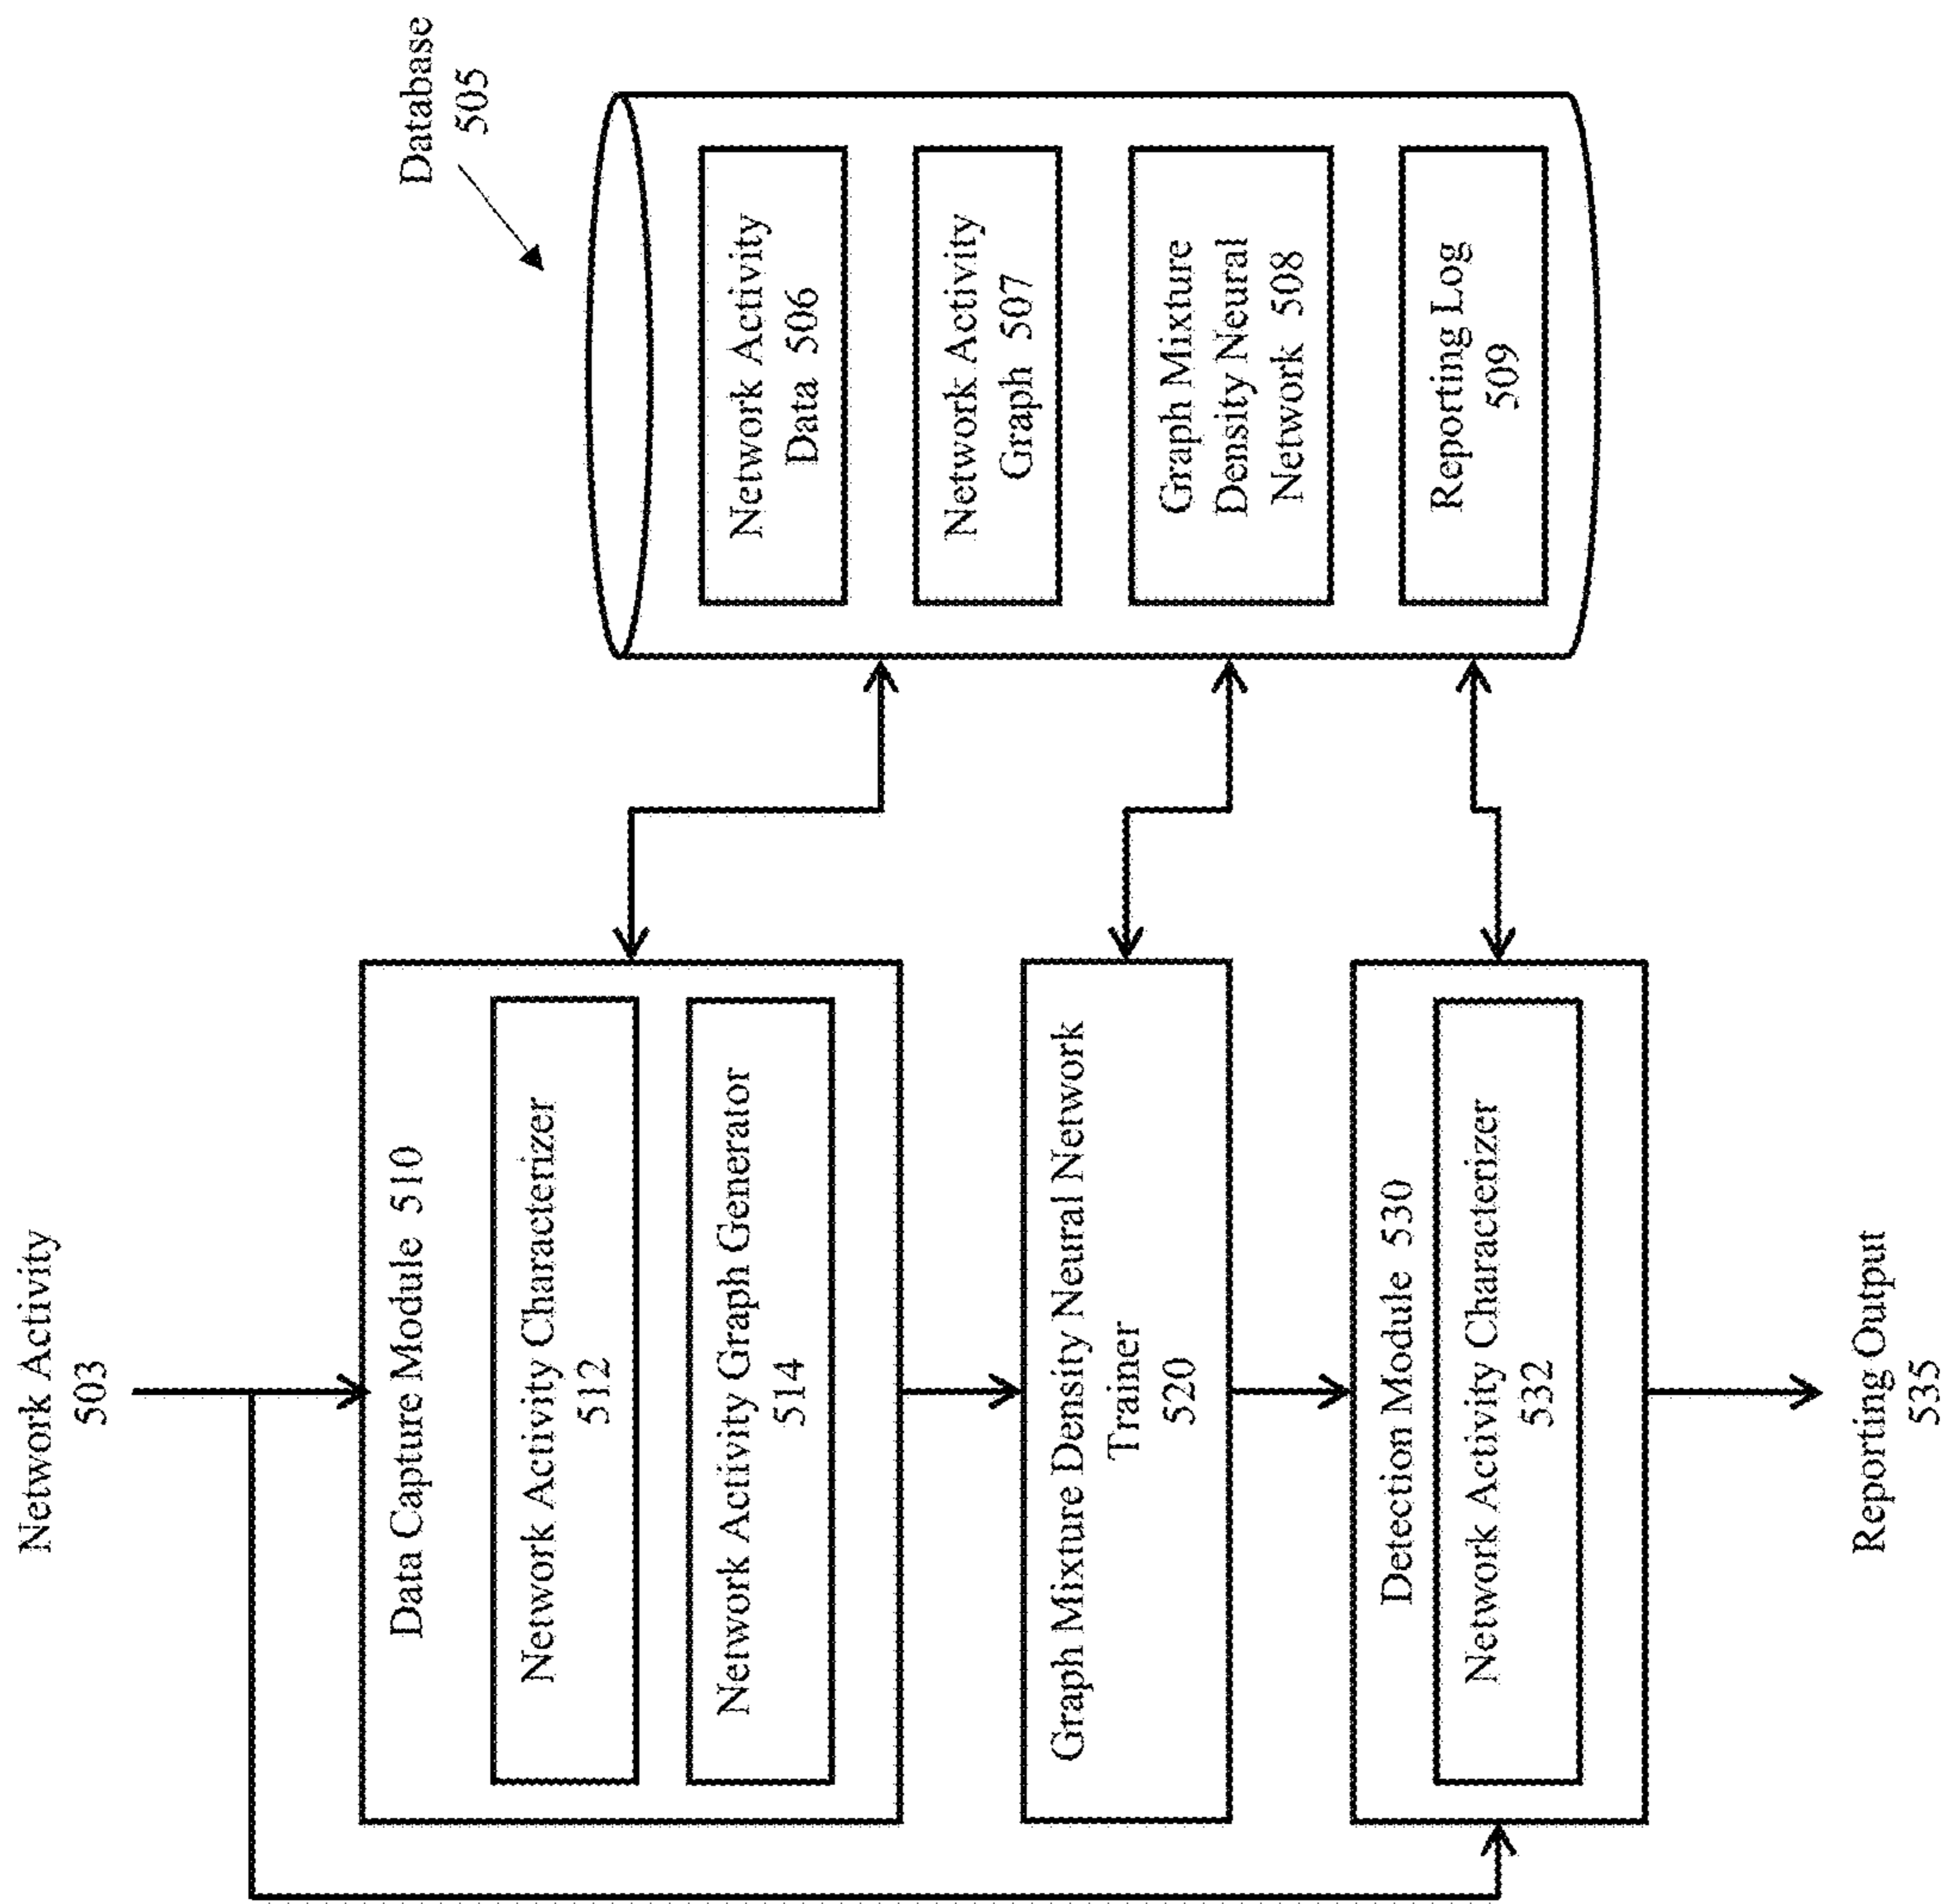 Network Activity
503
Data Capture Module 510
Network Activity Characterizer
512
Network Activity Graph Generator
514
Graph Mixture Density Neural Network
Trainer
520
Detection Module 530
Network Activity Characterizer
532
Reporting Output
535
Database
505
Network Activity
Data 506
Network Activity
Graph 507
Graph Mixture
Density Neural
Network 508
Reporting Log
509